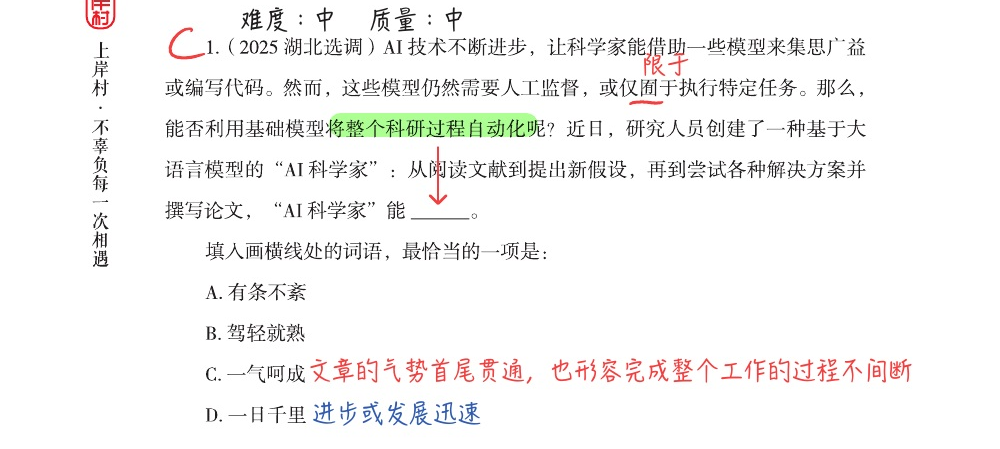 岸村
上岸村·不辜负每一次相遇
难度：中 质量：中
C 1.（2025 湖北选调）AI 技术不断进步，让科学家能借助一些模型来集思广益
限于
或编写代码。然而，这些模型仍然需要人工监督，或仅囿于执行特定任务。那么，
能否利用基础模型将整个科研过程自动化呢？近日，研究人员创建了一种基于大
语言模型的“AI 科学家”：从阅读文献到提出新假设，再到尝试各种解决方案并
撰写论文，“AI 科学家”能 ______。
填入画横线处的词语，最恰当的一项是：
A. 有条不紊
B. 驾轻就熟
C. 一气呵成 文章的气势首尾贯通，也形容完成整个工作的过程不间断
D. 一日千里 进步或发展迅速